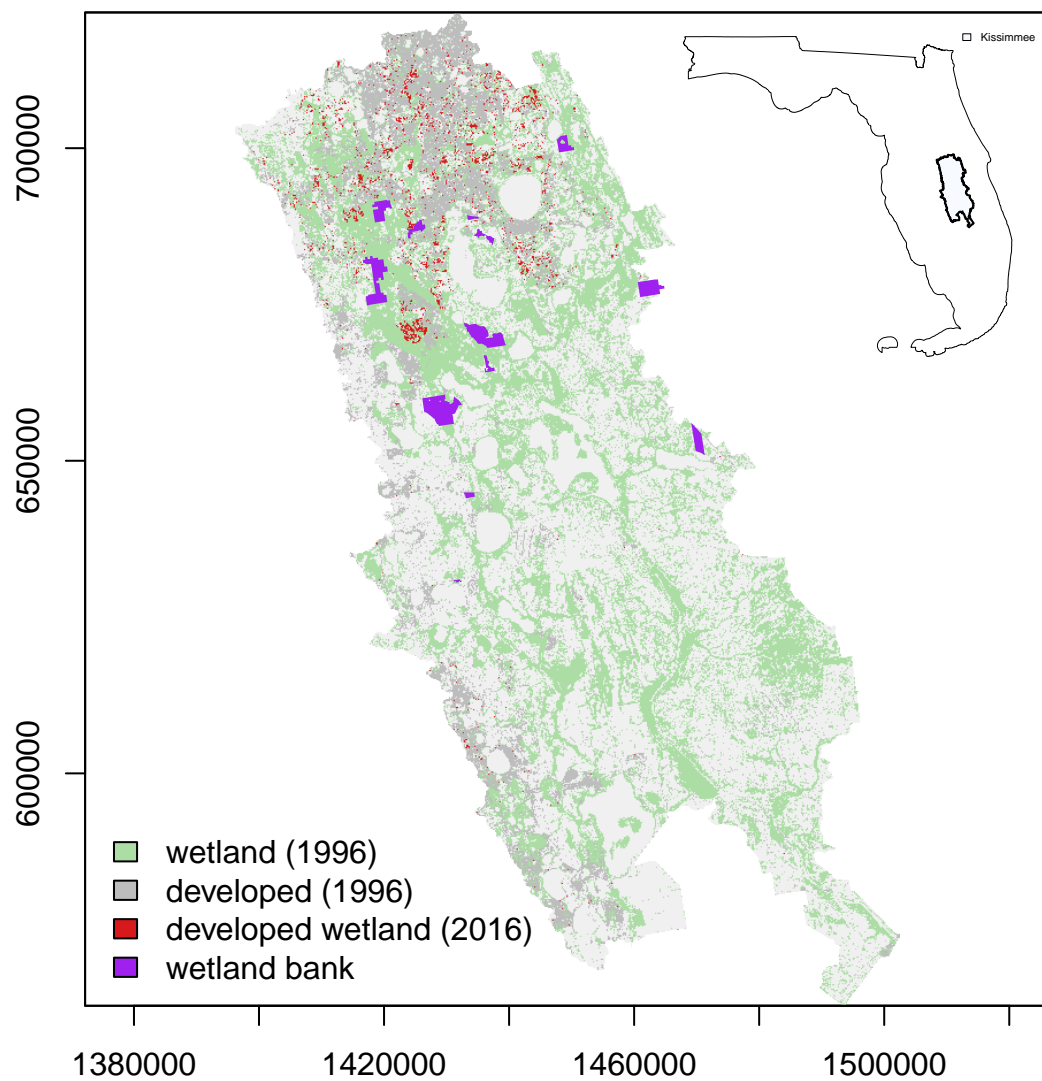 Kissimmee
700000
650000
600000
wetland (1996)
developed (1996)
developed wetland (2016)
wetland bank
1380000
1420000
1460000
1500000